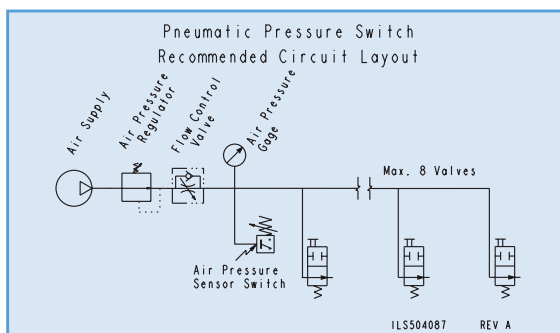 Pneumatic Pressure Switch
Recommended Circuit Layout
Air Supply
Air Pressure
Regulator
Flow Control
Valve
Air Pressure
Gage
Max. 8 Valves
Air Pressure
Sensor Switch
ILS504087 REV A